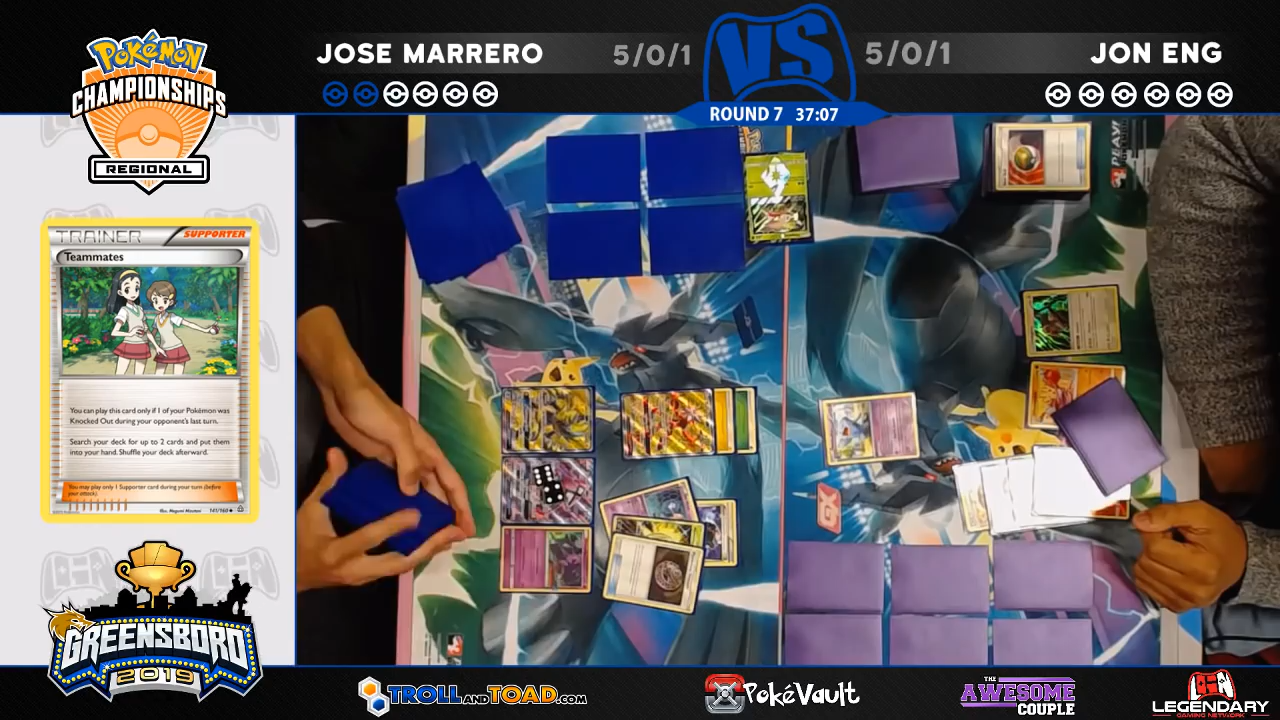 Pokémon
CHAMPIONSHIPS
REGIONAL
JOSE MARRERO 5/0/1
VS
5/0/1 JON ENG
ROUND 7 37:07
TRAINER SUPPORTER
Teammates
You can play this card only if 1 of your Pokémon was
Knocked Out during your opponent's last turn.
Search your deck for up to 2 cards and put them
into your hand. Shuffle your deck afterward.
You may play only 1 Supporter card during your turn (before
your attack).
141/160
PLAY!
GX
GREENSBORO
2019
TROLL AND TOAD.COM
PokéVault
THE
AWESOME
COUPLE
LEGENDARY
GAMING NETWORK